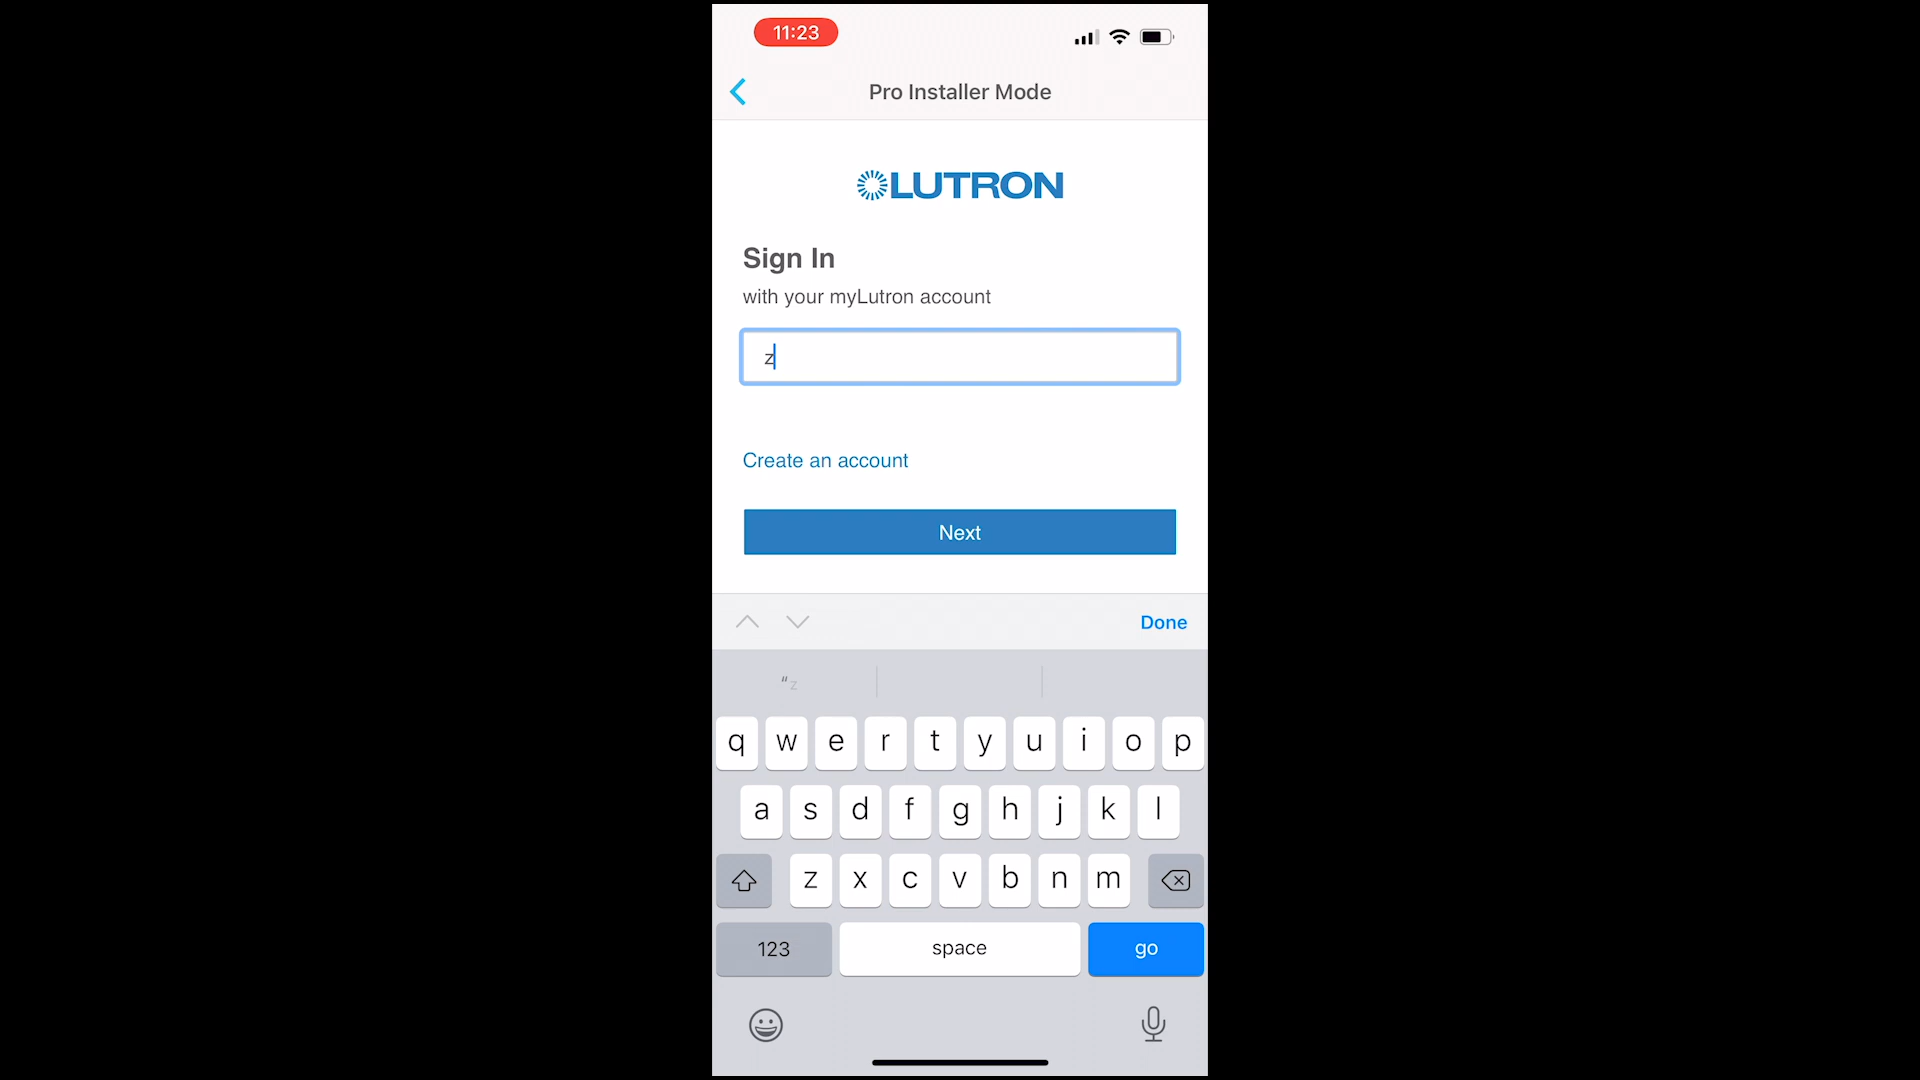 11:23
Pro Installer Mode
LUTRON
Sign In
with your myLutron account
z
Create an account
Next
Done
“z
q w e r t y u i o p
a s d f g h j k l
z x c v b n m
123 space go